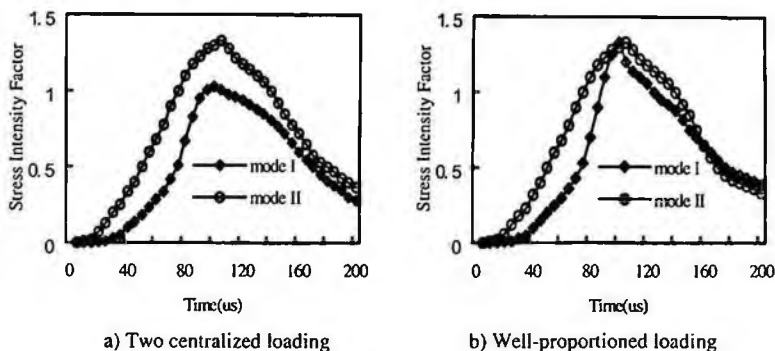 1.5
1
0.5
0
Stress Intensity Factor
mode I
mode II
0 40 80 120 160 200
Time(us)
a) Two centralized loading
1.5
1
0.5
0
Stress Intensity Factor
mode I
mode II
0 40 80 120 160 200
Time(us)
b) Well-proportioned loading